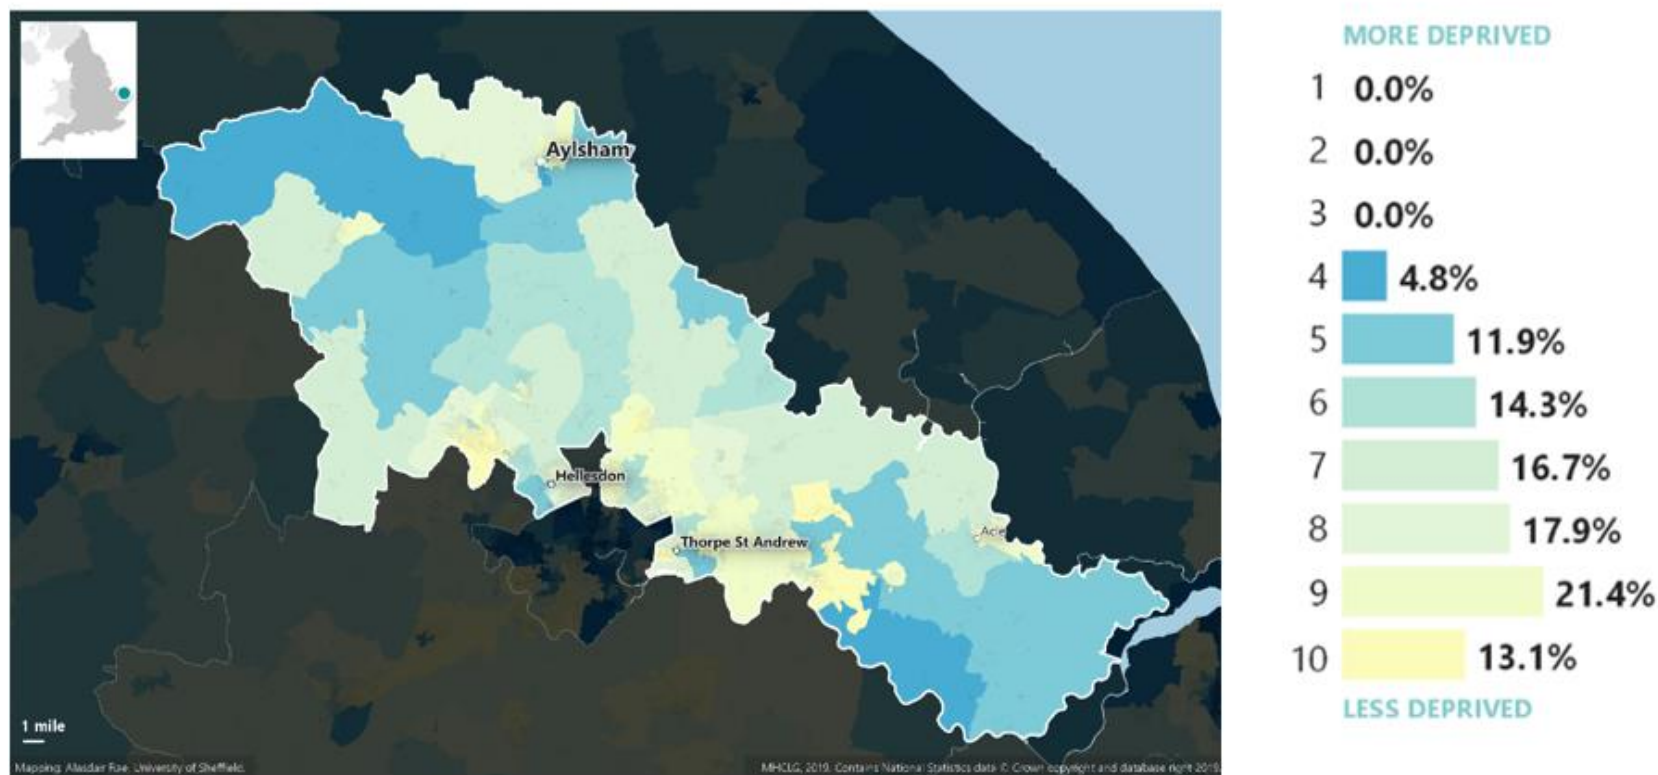 MORE DEPRIVED
1 0.0%
2 0.0%
3 0.0%
4 4.8%
5 11.9%
6 14.3%
7 16.7%
8 17.9%
9 21.4%
10 13.1%
LESS DEPRIVED
Aylsham
Hellesdon
Thorpe St Andrew
Acle
1 mile
Mapping: Alasdair Rae, University of Sheffield.
MHCLG, 2019. Contains National Statistics data © Crown copyright and database right 2019.